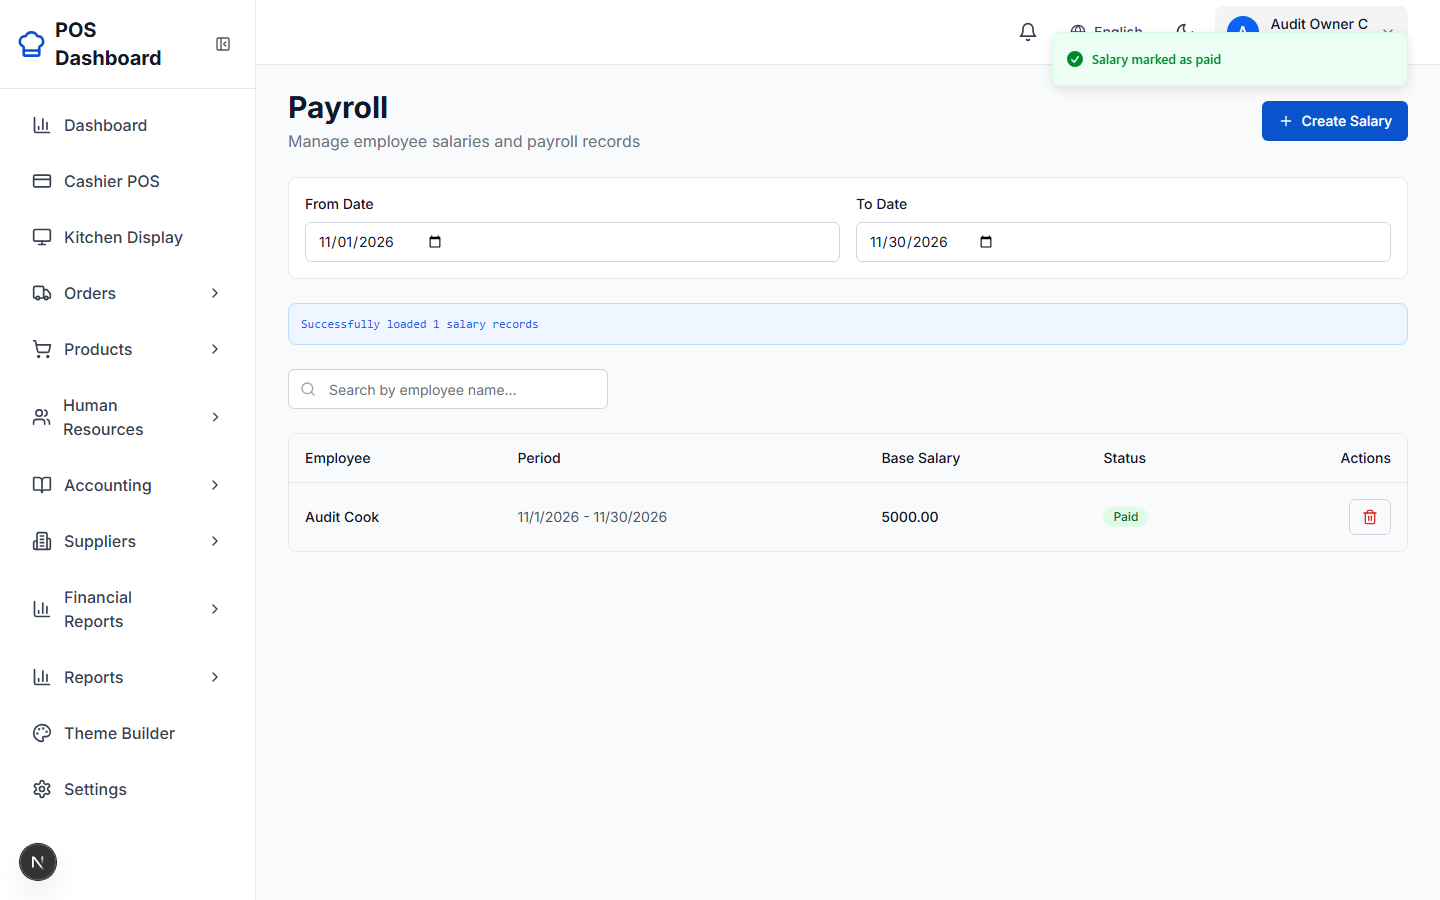 POS
Dashboard
Dashboard
Cashier POS
Kitchen Display
Orders
Products
Human
Resources
Accounting
Suppliers
Financial
Reports
Reports
Theme Builder
Settings
N
English
A
Audit Owner C
Salary marked as paid
Payroll
Manage employee salaries and payroll records
Create Salary
From Date
To Date
11/01/2026
11/30/2026
Successfully loaded 1 salary records
Search by employee name...
Employee Period Base Salary Status Actions
Audit Cook 11/1/2026 - 11/30/2026 5000.00 Paid